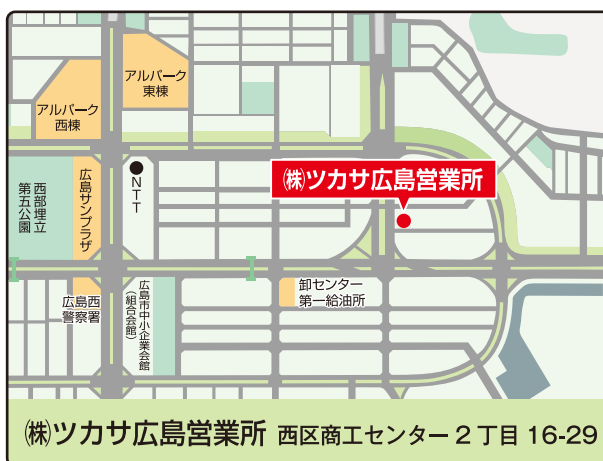 アルパーク
東棟
アルパーク
西棟
西部埋立
第五公園
広島サンプラザ
NTT
㈱ツカサ広島営業所
広島西
警察署
広島市中小企業会館
(組合会館)
卸センター
第一給油所
㈱ツカサ広島営業所 西区商工センター2丁目16-29